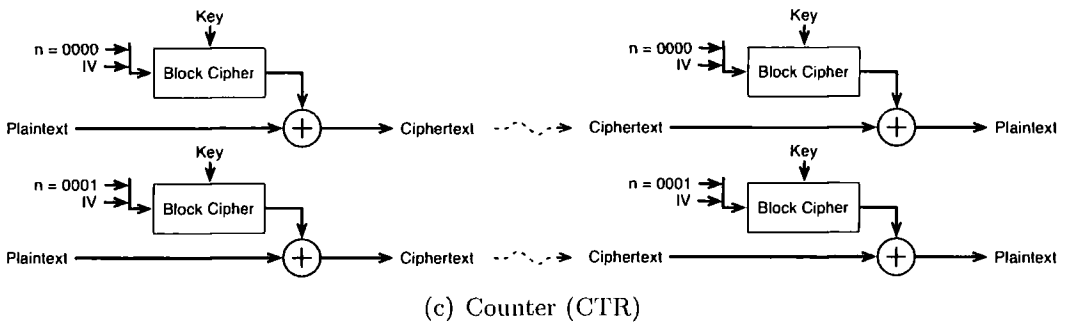 Key Key
n = 0000 n = 0000
IV IV
Block Cipher Block Cipher
Plaintext Ciphertext Ciphertext Plaintext
Key Key
n = 0001 n = 0001
IV IV
Block Cipher Block Cipher
Plaintext Ciphertext Ciphertext Plaintext
(c) Counter (CTR)